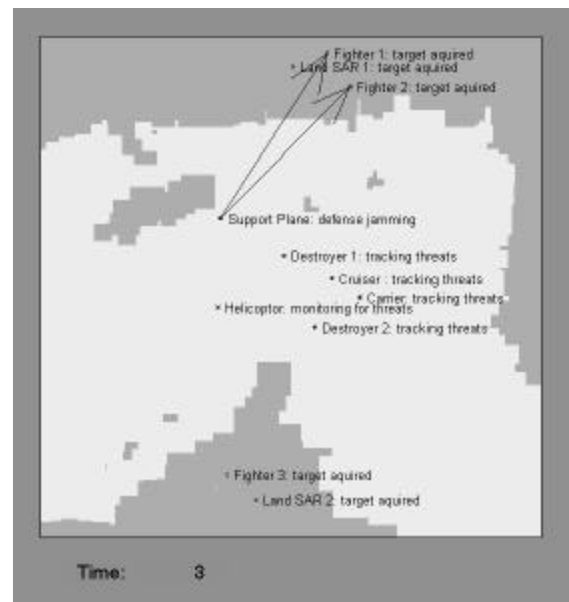 Fighter 1: target aquired
Land SAR 1: target aquired
Fighter 2: target aquired
Support Plane: defense jamming
Destroyer 1: tracking threats
Cruiser : tracking threats
Carrier: tracking threats
Helicoptor: monitoring for threats
Destroyer 2: tracking threats
Fighter 3: target aquired
Land SAR 2: target aquired
Time: 3